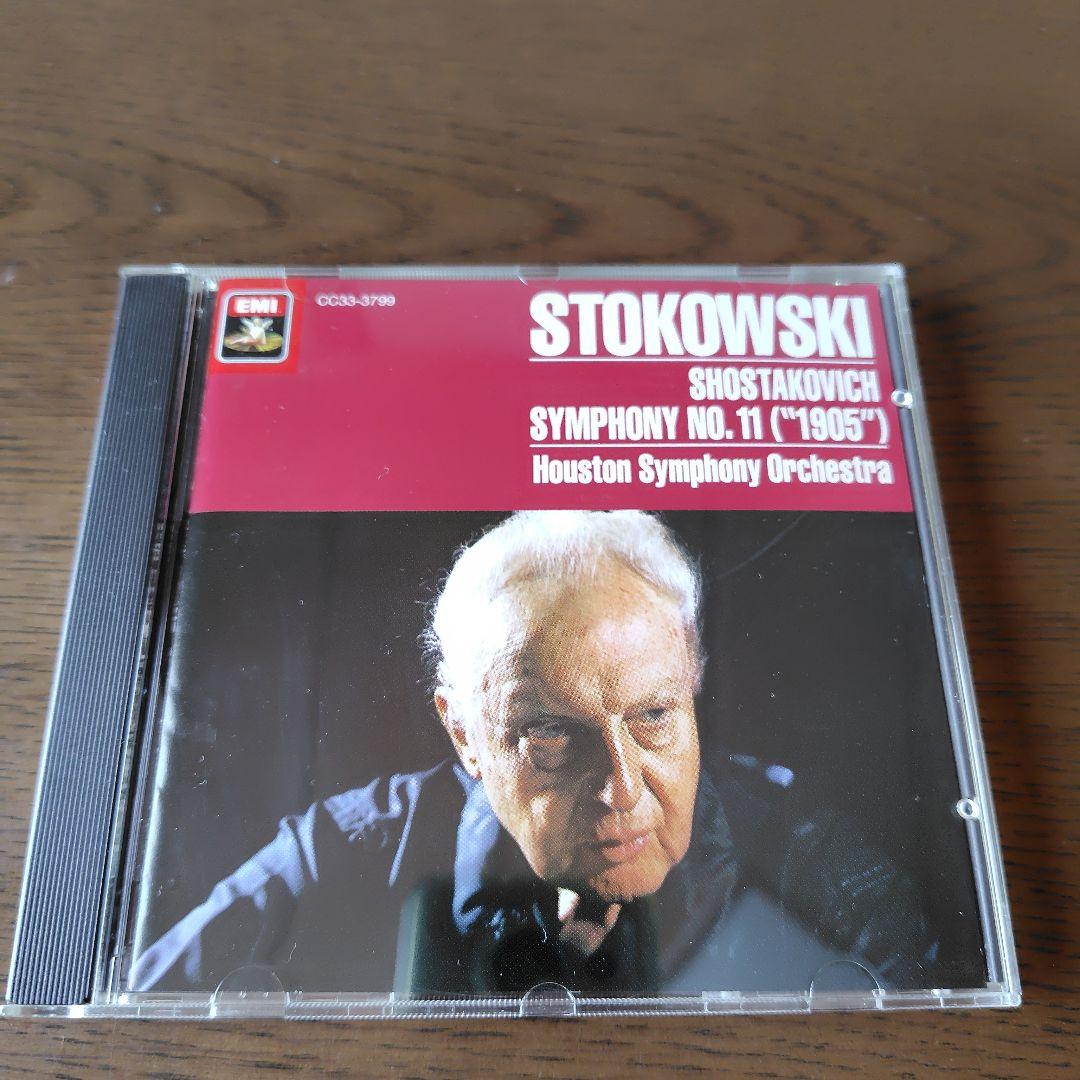 EMI
CC33-3799
STOKOWSKI
SHOSTAKOVICH
SYMPHONY NO. 11 ("1905")
Houston Symphony Orchestra